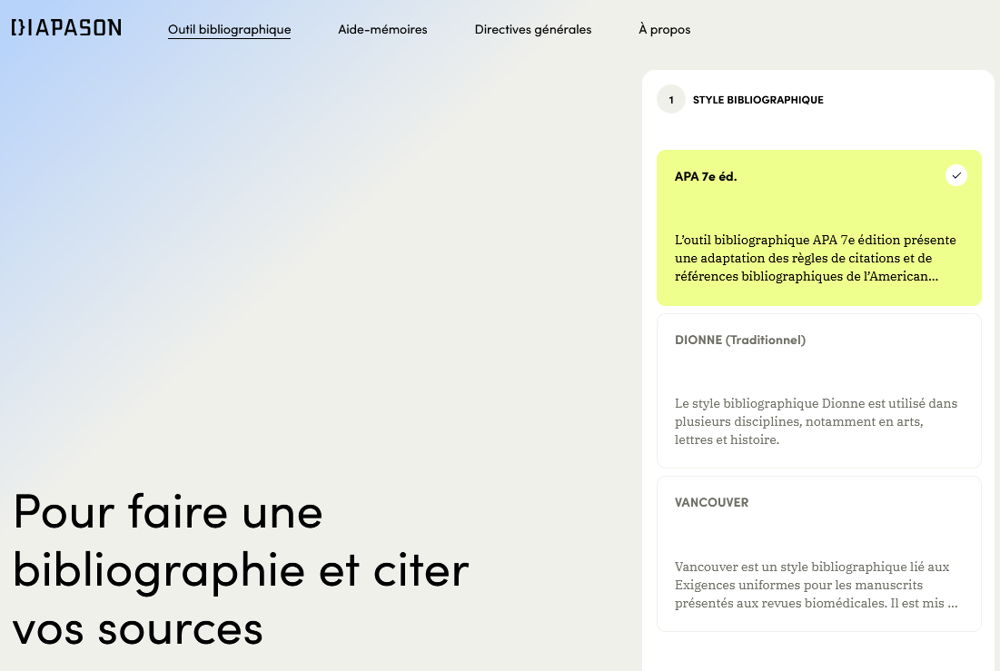 DIAPASON
Outil bibliographique
Aide-mémoires
Directives générales
À propos
1
STYLE BIBLIOGRAPHIQUE
APA 7e éd.
L’outil bibliographique APA 7e édition présente
une adaptation des règles de citations et de
références bibliographiques de l’American...
DIONNE (Traditionnel)
Le style bibliographique Dionne est utilisé dans
plusieurs disciplines, notamment en arts,
lettres et histoire.
VANCOUVER
Vancouver est un style bibliographique lié aux
Exigences uniformes pour les manuscrits
présentés aux revues biomédicales. Il est mis ...
Pour faire une
bibliographie et citer
vos sources